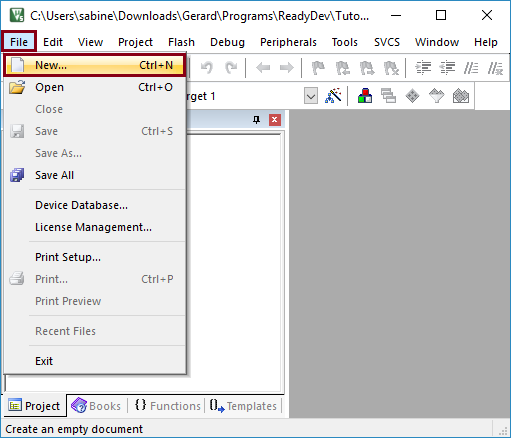 C:\Users\sabine\Downloads\Gerard\Programs\ReadyDev\Tuto...
File Edit View Project Flash Debug Peripherals Tools SVCS Window Help
New... Ctrl+N
Open Ctrl+O
rget 1
Close
Save Ctrl+S
Save As...
Save All
Device Database...
License Management...
Print Setup...
Print... Ctrl+P
Print Preview
Recent Files
Exit
Project Books {} Functions {} Templates
Create an empty document